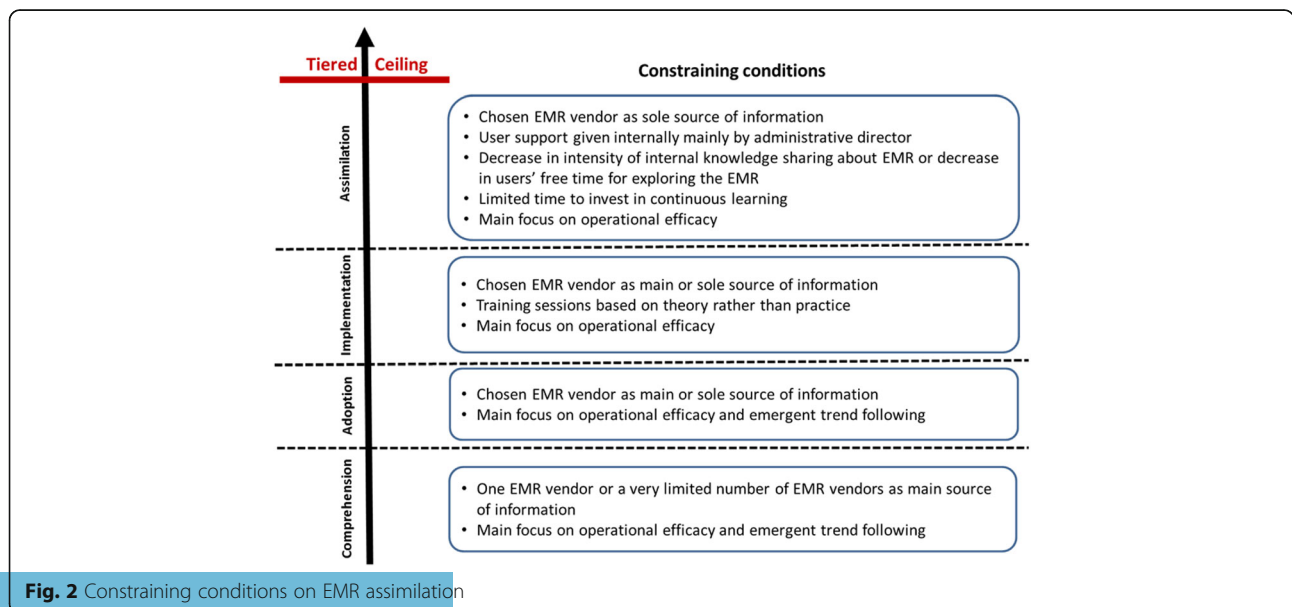 Tiered Ceiling
Constraining conditions
Assimilation
• Chosen EMR vendor as sole source of information
• User support given internally mainly by administrative director
• Decrease in intensity of internal knowledge sharing about EMR or decrease
in users’ free time for exploring the EMR
• Limited time to invest in continuous learning
• Main focus on operational efficacy
Implementation
• Chosen EMR vendor as main or sole source of information
• Training sessions based on theory rather than practice
• Main focus on operational efficacy
Adoption
• Chosen EMR vendor as main or sole source of information
• Main focus on operational efficacy and emergent trend following
Comprehension
• One EMR vendor or a very limited number of EMR vendors as main source
of information
• Main focus on operational efficacy and emergent trend following
Fig. 2 Constraining conditions on EMR assimilation